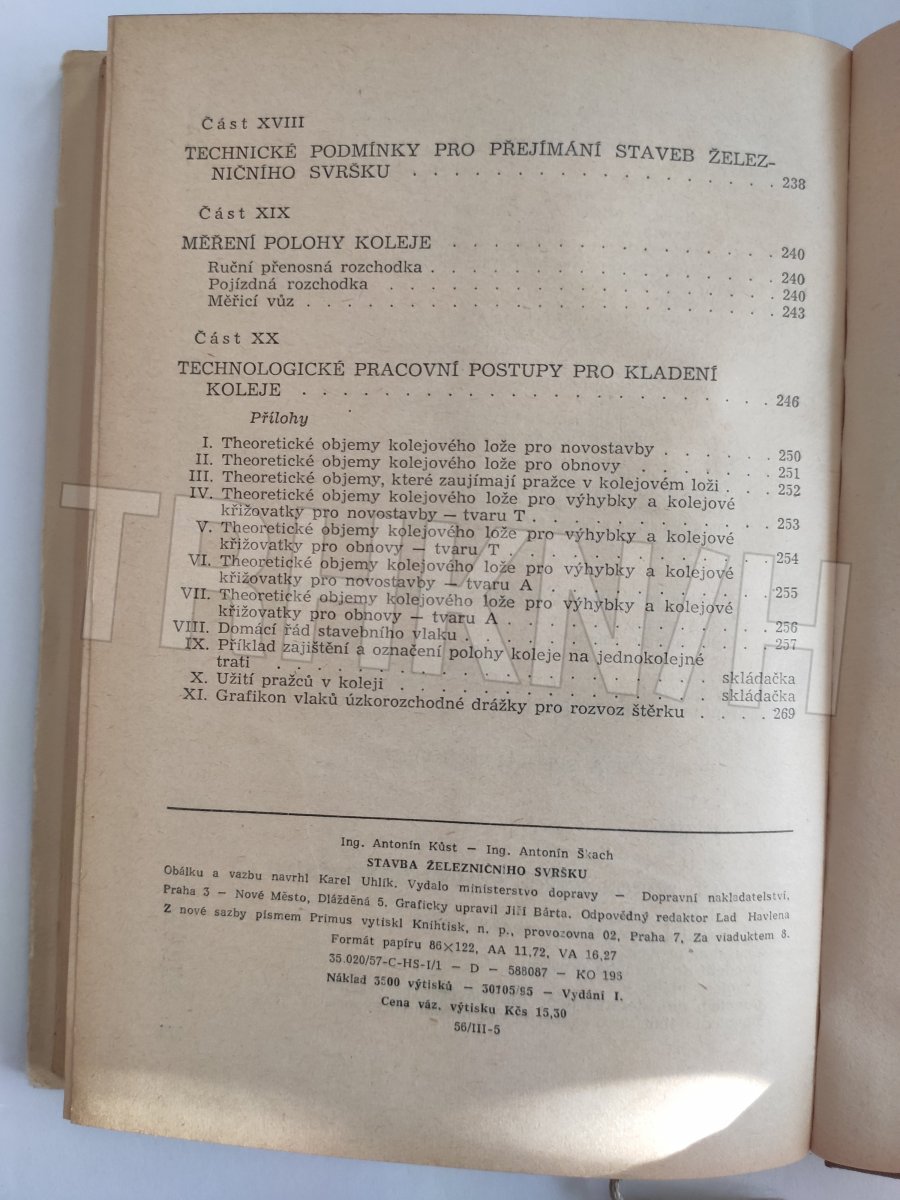 Část XVIII
TECHNICKÉ PODMÍNKY PRO PŘEJÍMÁNÍ STAVEB ŽELEZ-
NIČNÍHO SVRŠKU . . . . . . . . . . . . . . 238
Část XIX
MĚŘENÍ POLOHY KOLEJE . . . . . . . . . . . . . 240
Ruční přenosná rozchodka . . . . . . . . . . . . . 240
Pojízdná rozchodka . . . . . . . . . . . . . . . 240
Měřicí vůz . . . . . . . . . . . . . . . . . 243
Část XX
TECHNOLOGICKÉ PRACOVNÍ POSTUPY PRO KLADENÍ
KOLEJE . . . . . . . . . . . . . . . . . . 246
Přílohy
I. Theoretické objemy kolejového lože pro novostavby . . . . 250
II. Theoretické objemy kolejového lože pro obnovy . . . . . 251
III. Theoretické objemy, které zaujímají pražce v kolejovém loži . . . 252
IV. Theoretické objemy kolejového lože pro výhybky a kolejové
křižovatky pro novostavby — tvaru T . . . . . . . . . 253
V. Theoretické objemy kolejového lože pro výhybky a kolejové
křižovatky pro obnovy — tvaru T . . . . . . . . . . 254
VI. Theoretické objemy kolejového lože pro výhybky a kolejové
křižovatky pro novostavby — tvaru A . . . . . . . . . 255
VII. Theoretické objemy kolejového lože pro výhybky a kolejové
křižovatky pro obnovy — tvaru A . . . . . . . . . . 256
VIII. Domácí řád stavebního vlaku . . . . . . . . . . . . 257
IX. Příklad zajištění a označení polohy koleje na jednokolejné
trati . . . . . . . . . . . . . . . . skládačka
X. Užití pražců v koleji . . . . . . . . . . . . skládačka
XI. Grafikon vlaků úzkorozchodné drážky pro rozvoz štěrku . . . . 269
Ing. Antonín Kůst — Ing. Antonín Škach
STAVBA ŽELEZNIČNÍHO SVRŠKU
Obálku a vazbu navrhl Karel Uhlík. Vydalo ministerstvo dopravy — Dopravní nakladatelství,
Praha 3 — Nové Město, Dlážděná 5. Graficky upravil Jiří Bárta. Odpovědný redaktor Lad Havlena
Z nové sazby písmem Primus vytiskl Knihtisk, n. p., provozovna 02, Praha 7, Za viaduktem 8.
Formát papíru 86×122, AA 11,72, VA 16,27
35.020/57-C-HS-I/1 — D — 588087 — KO 193
Náklad 3500 výtisků — 30105/85 — Vydání I.
Cena váz. výtisku Kčs 15,30
56/III-5